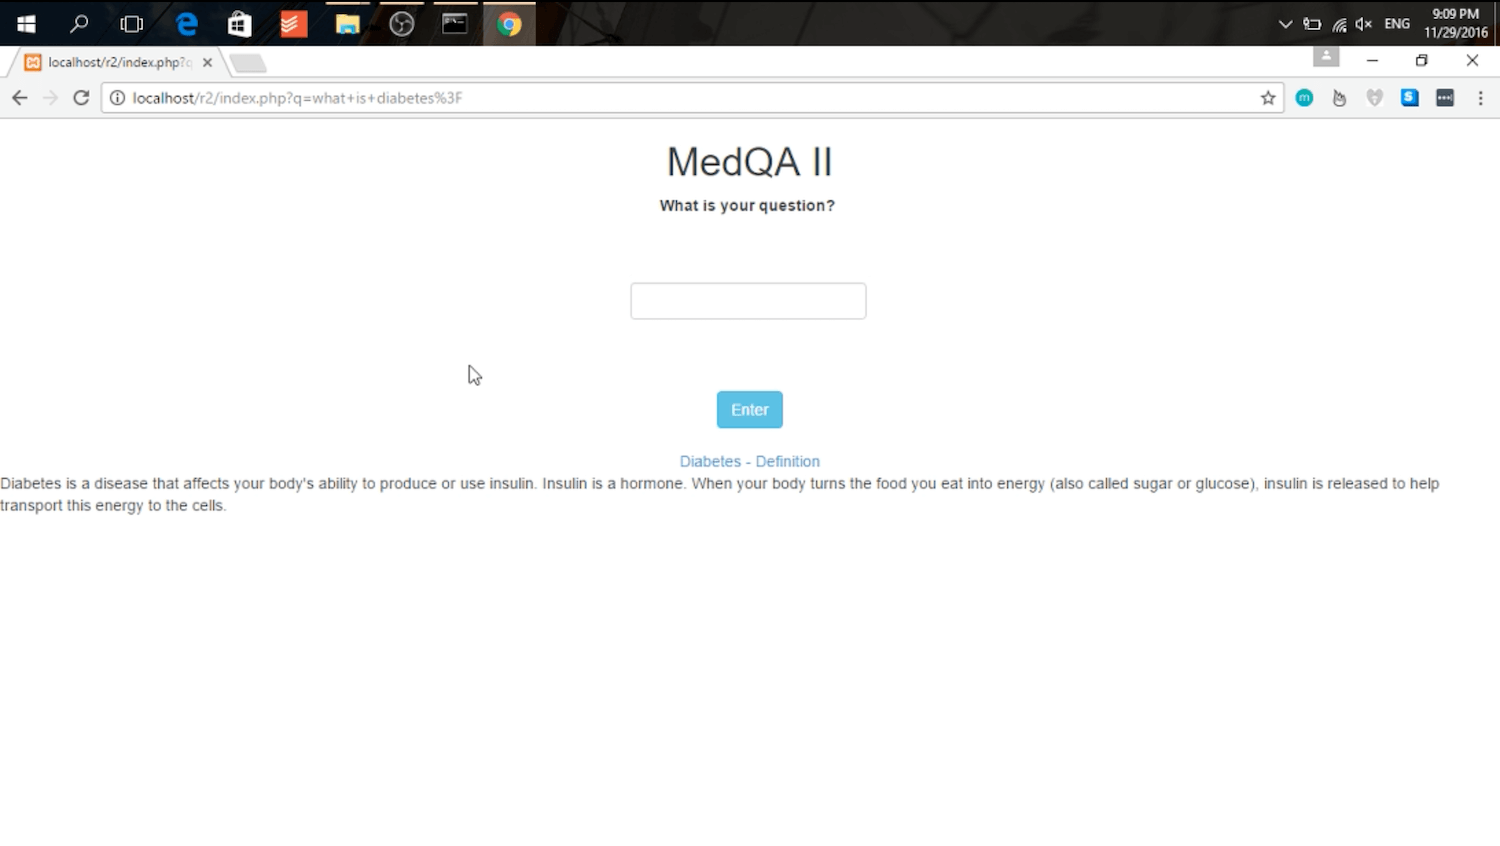 ENG
9:09 PM
11/29/2016
localhost/r2/index.php?q
localhost/r2/index.php?q=what+is+diabetes%3F
m
S
MedQA II
What is your question?
Enter
Diabetes - Definition
Diabetes is a disease that affects your body's ability to produce or use insulin. Insulin is a hormone. When your body turns the food you eat into energy (also called sugar or glucose), insulin is released to help
transport this energy to the cells.